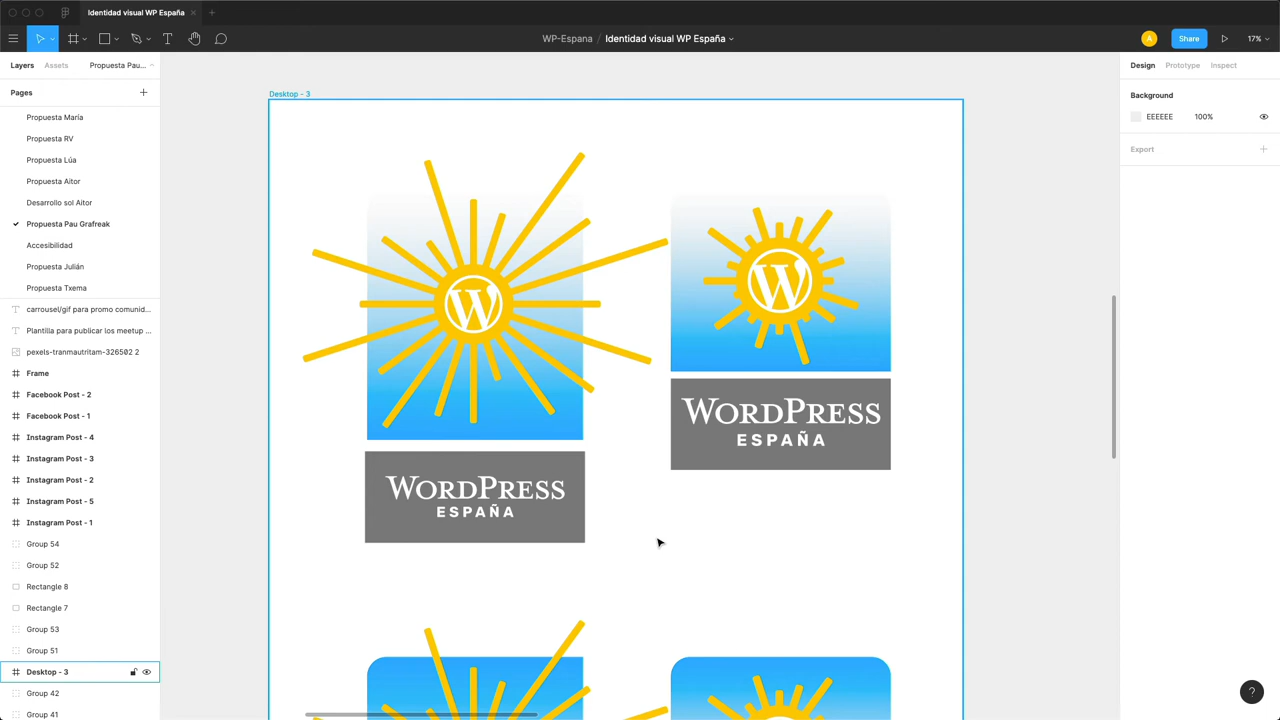 Identidad visual WP España
WP-Espana / Identidad visual WP España
A
Share
17%
Layers
Assets
Propuesta Pau...
Design
Prototype
Inspect
Pages
Background
EEEEEE
100%
Export
Propuesta María
Propuesta RV
Propuesta Lúa
Propuesta Aitor
Desarrollo sol Aitor
Propuesta Pau Grafreak
Accesibilidad
Propuesta Julián
Propuesta Txema
carrousel/gif para promo comunid...
Plantilla para publicar los meetup ...
pexels-tranmautritam-326502 2
Frame
Facebook Post - 2
Facebook Post - 1
Instagram Post - 4
Instagram Post - 3
Instagram Post - 2
Instagram Post - 5
Instagram Post - 1
Group 54
Group 52
Rectangle 8
Rectangle 7
Group 53
Group 51
Desktop - 3
Group 42
Group 41
Desktop - 3
W
W
WORDPRESS
ESPAÑA
WORDPRESS
ESPAÑA
?